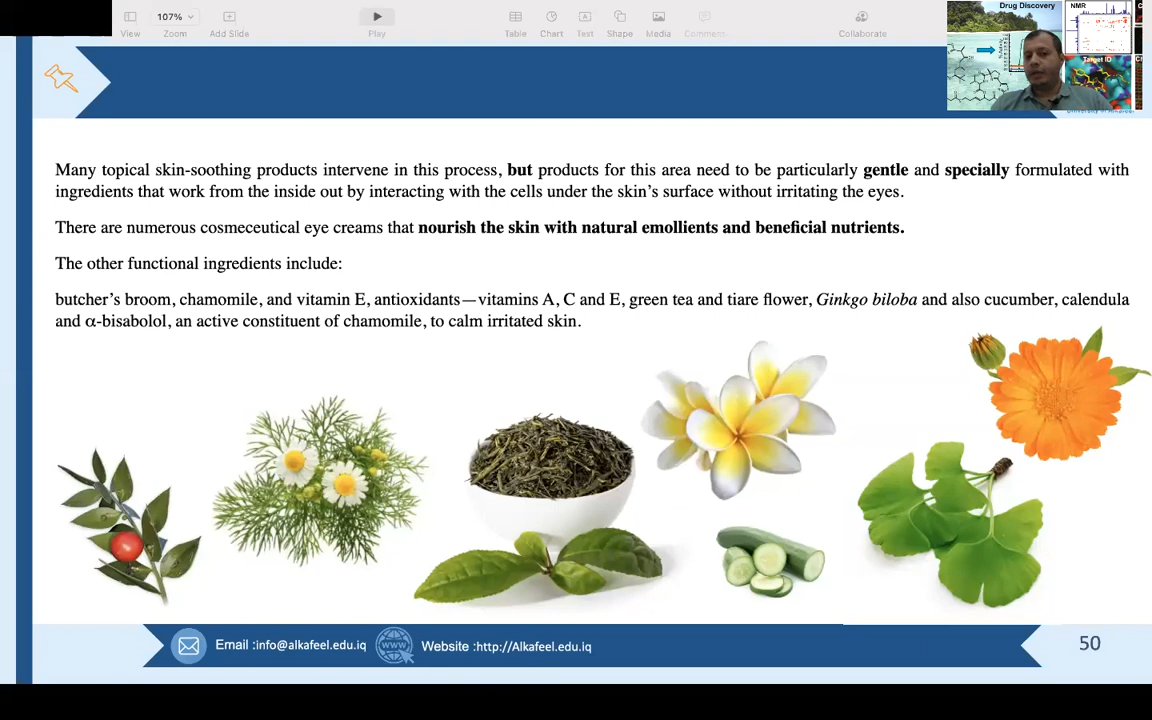 107%
View
Zoom
Add Slide
Play
Table
Chart
Text
Shape
Media
Comment
Collaborate
Drug Discovery
NMR
Target ID
Many topical skin-soothing products intervene in this process, but products for this area need to be particularly gentle and specially formulated with
ingredients that work from the inside out by interacting with the cells under the skin's surface without irritating the eyes.
There are numerous cosmeceutical eye creams that nourish the skin with natural emollients and beneficial nutrients.
The other functional ingredients include:
butcher's broom, chamomile, and vitamin E, antioxidants—vitamins A, C and E, green tea and tiare flower, Ginkgo biloba and also cucumber, calendula
and α-bisabolol, an active constituent of chamomile, to calm irritated skin.
Email :info@alkafeel.edu.iq
WWW
Website :http://Alkafeel.edu.iq
50